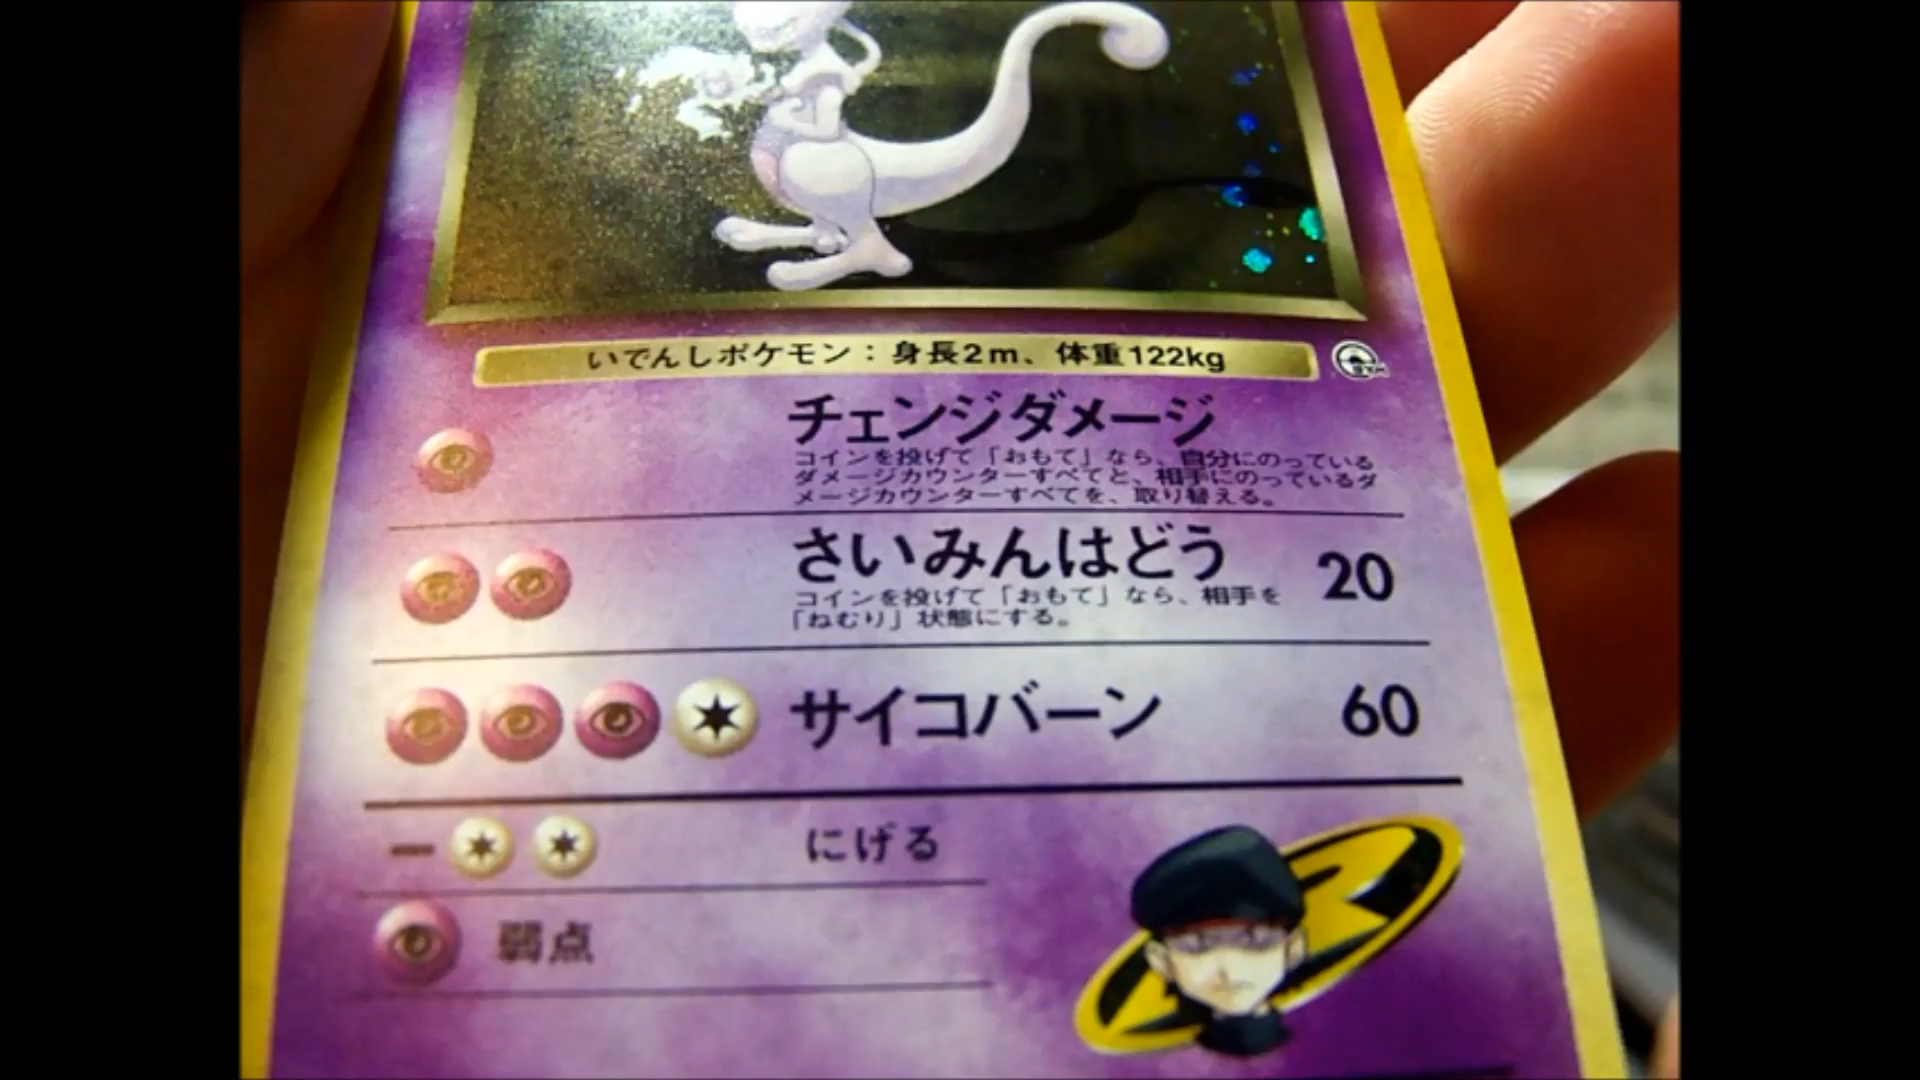 いでんしポケモン：身長2m、体重122kg
GYM
チェンジダメージ
コインを投げて「おもて」なら、自分にのっている
ダメージカウンターすべてと、相手にのっているダ
メージカウンターすべてを、取り替える。
さいみんはどう 20
コインを投げて「おもて」なら、相手を
「ねむり」状態にする。
サイコバーン 60
にげる
弱点